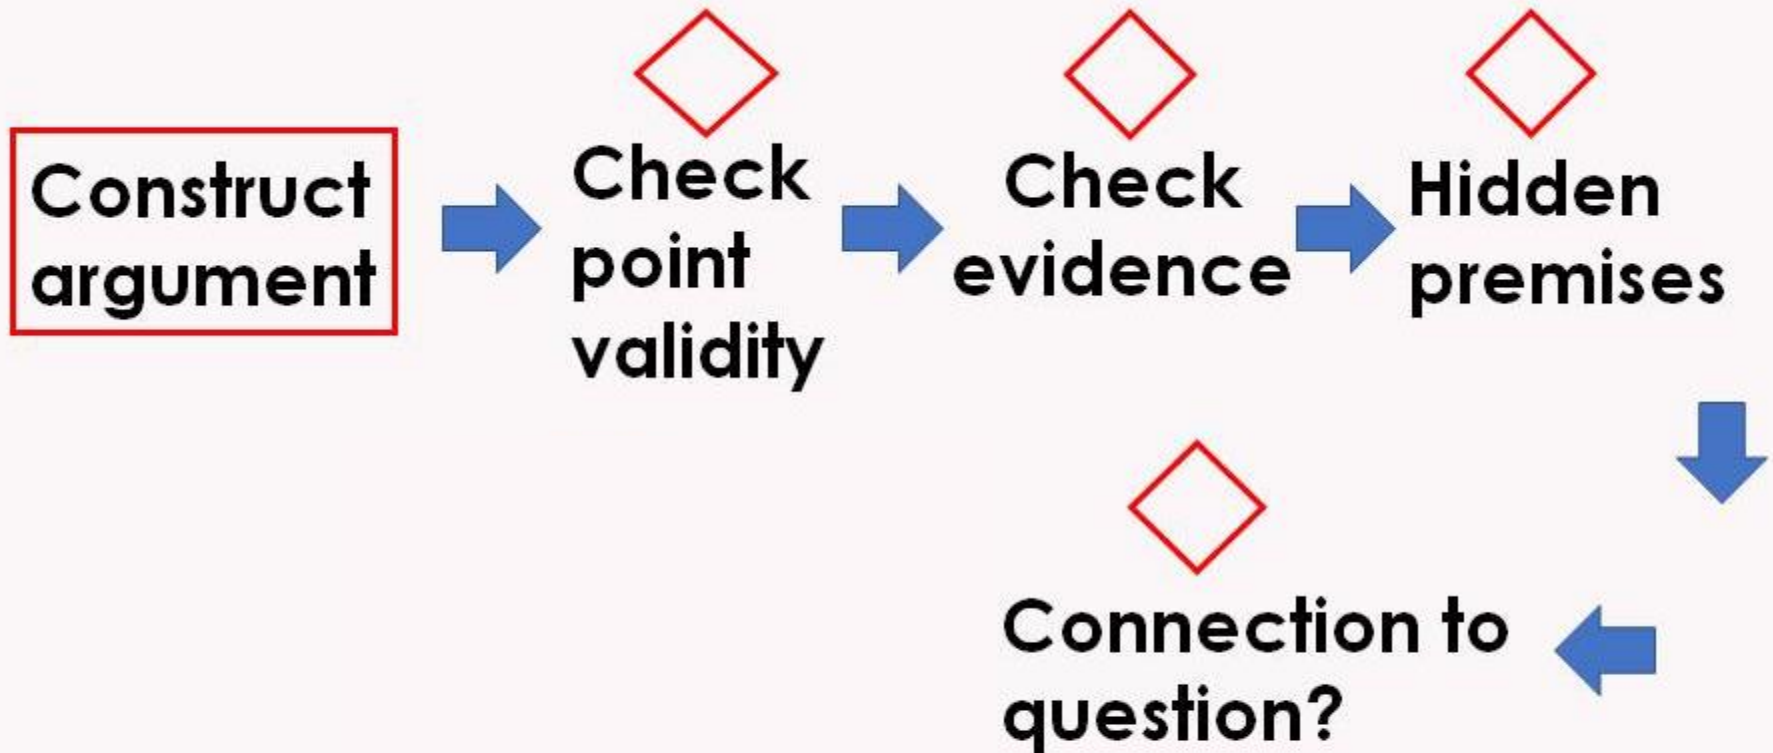 Construct
argument
Check
point
validity
Check
evidence
Hidden
premises
Connection to
question?